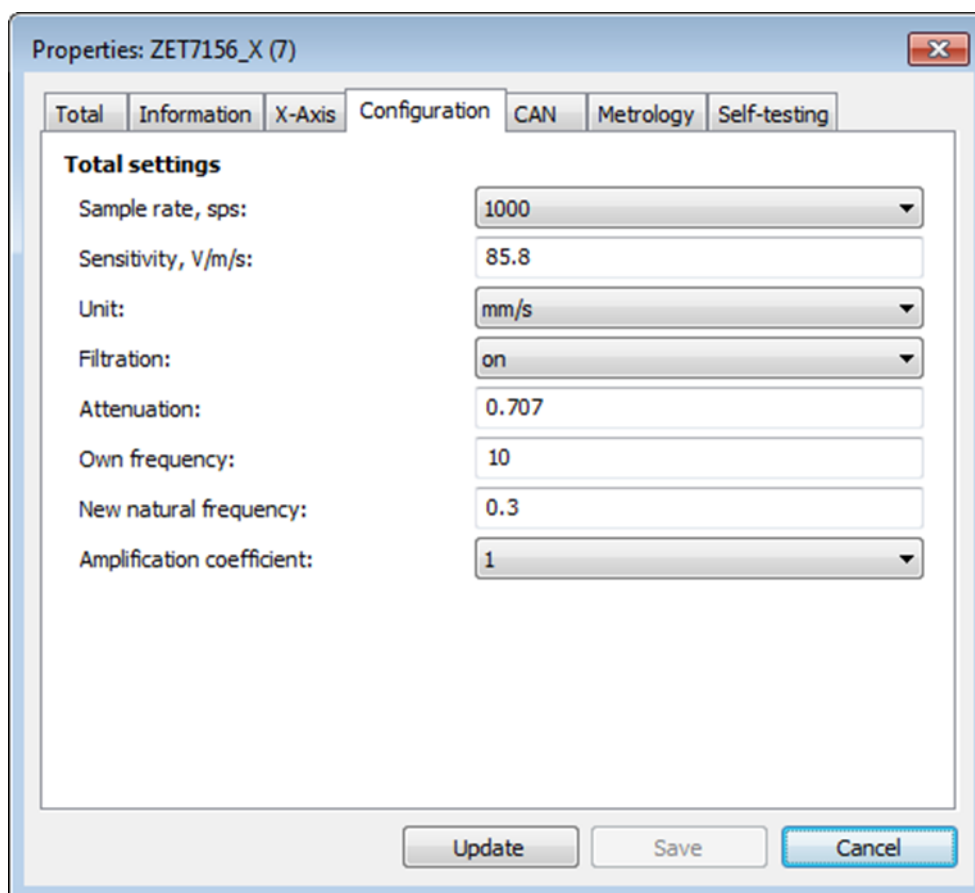 Properties: ZET7156_X (7)
Total Information X-Axis Configuration CAN Metrology Self-testing
Total settings
Sample rate, sps: 1000
Sensitivity, V/m/s: 85.8
Unit: mm/s
Filtration: on
Attenuation: 0.707
Own frequency: 10
New natural frequency: 0.3
Amplification coefficient: 1
Update Save Cancel